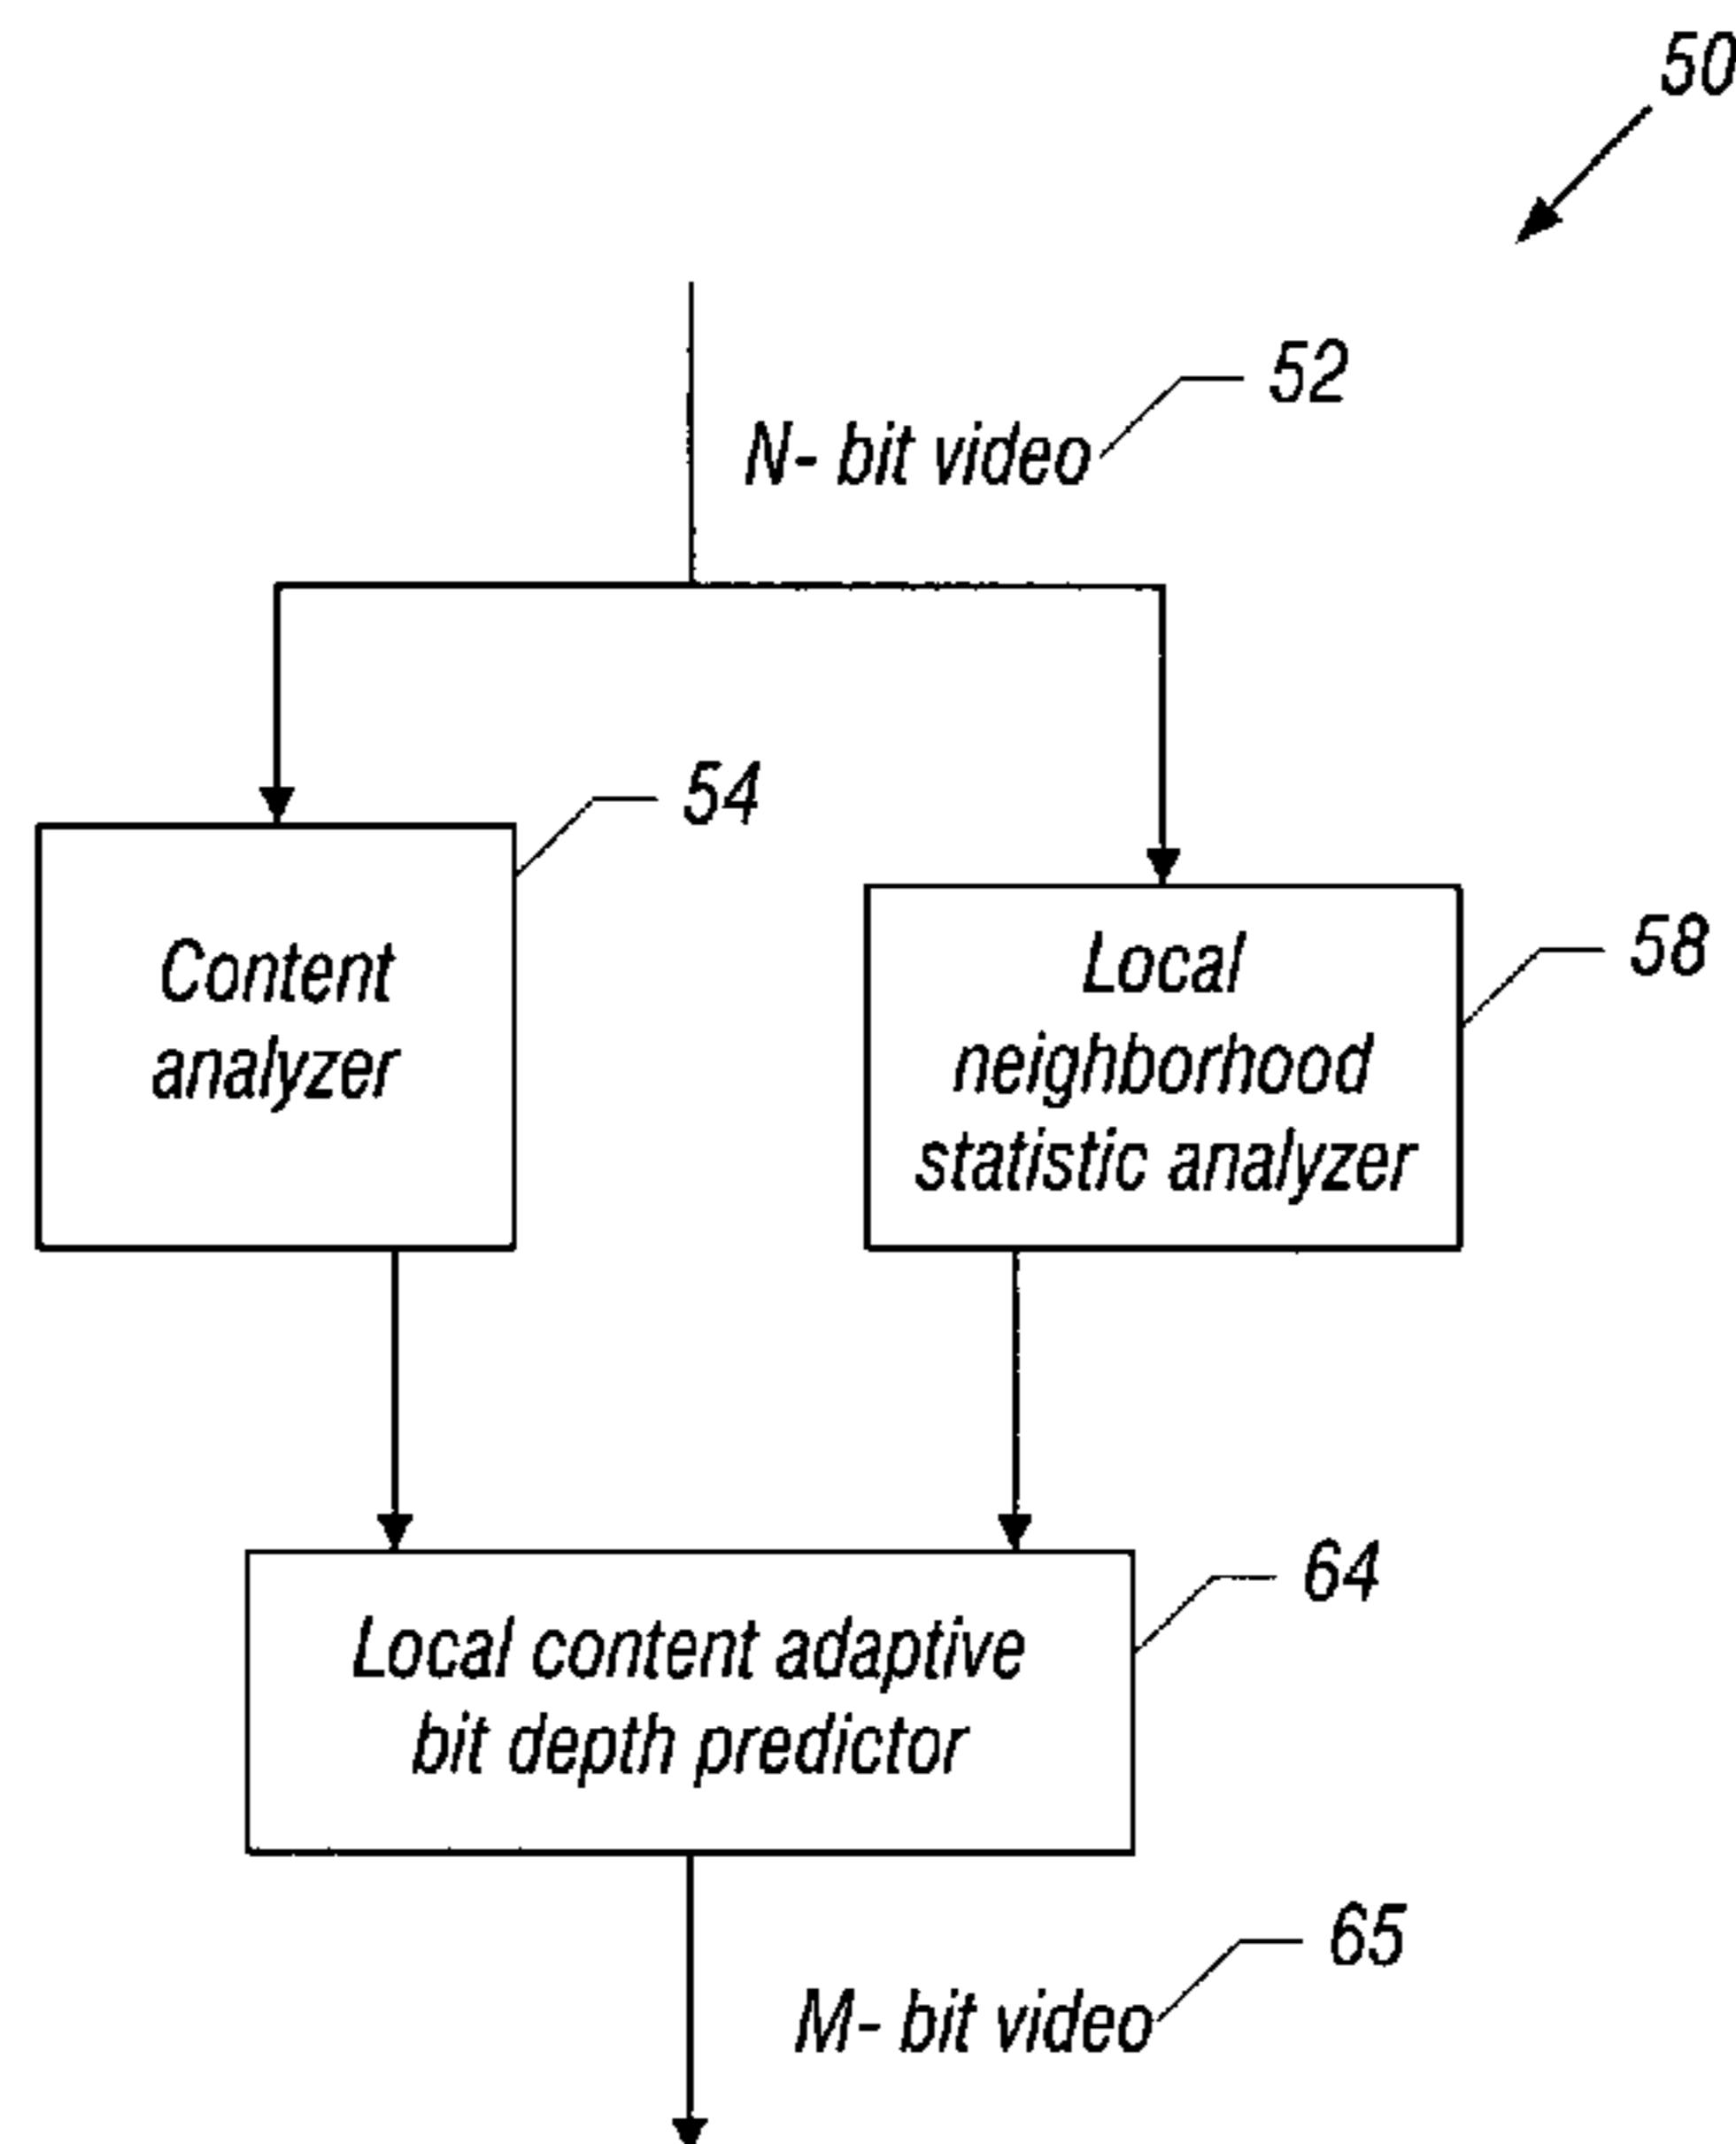 50
52
N- bit video
54
Content
analyzer
58
Local
neighborhood
statistic analyzer
64
Local content adaptive
bit depth predictor
65
M- bit video